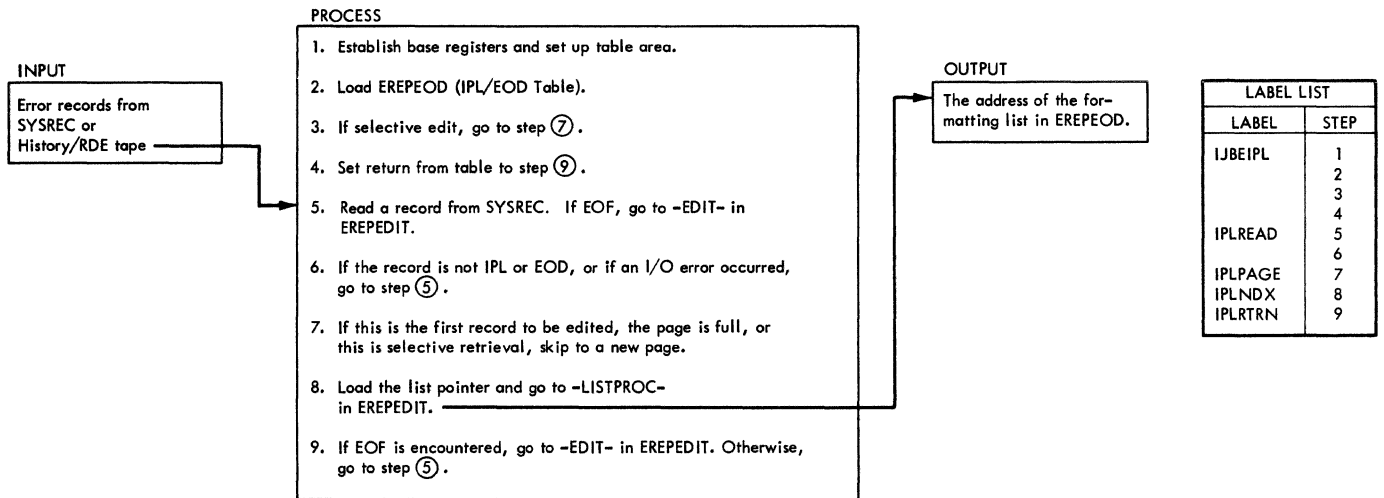 PROCESS
1. Establish base registers and set up table area.
2. Load EREPEOD (IPL/EOD Table).
3. If selective edit, go to step ⑦.
4. Set return from table to step ⑨.
5. Read a record from SYSREC. If EOF, go to -EDIT- in
EREPEDIT.
6. If the record is not IPL or EOD, or if an I/O error occurred,
go to step ⑤.
7. If this is the first record to be edited, the page is full, or
this is selective retrieval, skip to a new page.
8. Load the list pointer and go to -LISTPROC-
in EREPEDIT.
9. If EOF is encountered, go to -EDIT- in EREPEDIT. Otherwise,
go to step ⑤.
INPUT
Error records from
SYSREC or
History/RDE tape
OUTPUT
The address of the for-
matting list in EREPEOD.
LABEL LIST
LABEL STEP
IJBEIPL 1
2
3
4
IPLREAD 5
6
IPLPAGE 7
IPLNDX 8
IPLRTRN 9